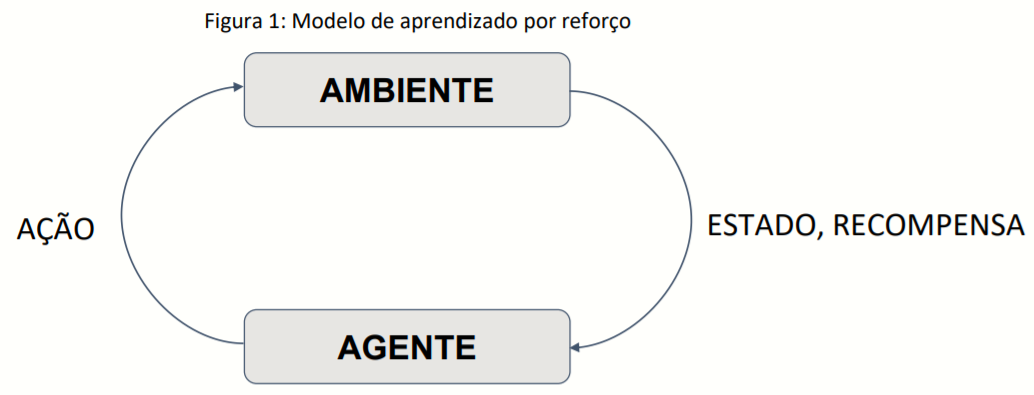 Figura 1: Modelo de aprendizado por reforço
AMBIENTE
AÇÃO
ESTADO, RECOMPENSA
AGENTE